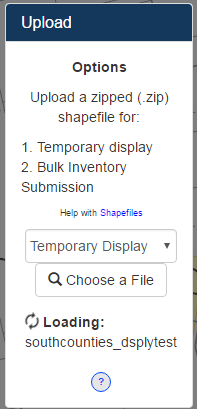 Upload
Options
Upload a zipped (.zip)
shapefile for:
1. Temporary display
2. Bulk Inventory
Submission
Help with Shapefiles
Temporary Display
Choose a File
Loading:
southcounties_dsplytest
?